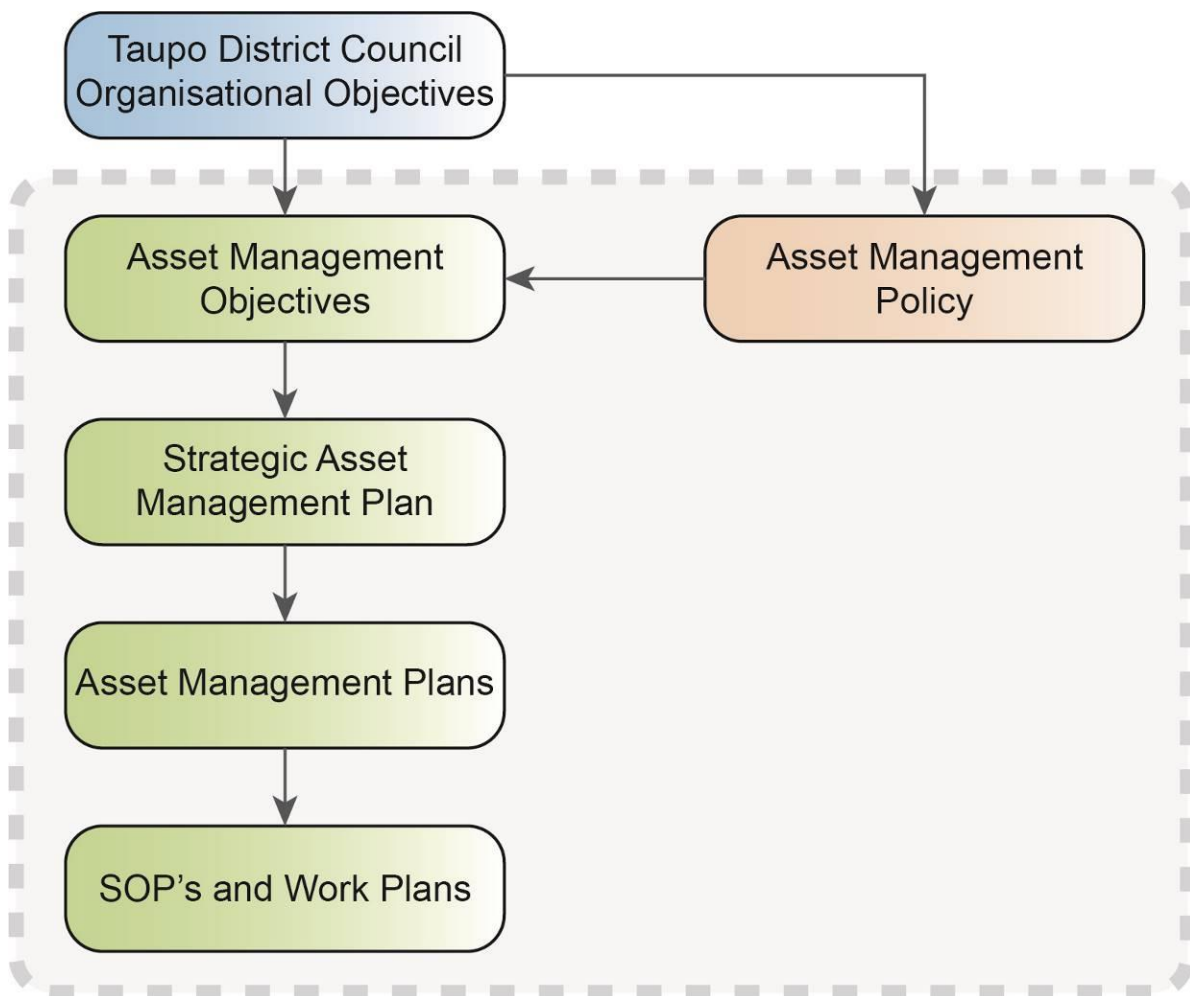 Taupo District Council
Organisational Objectives
Asset Management
Objectives
Asset Management
Policy
Strategic Asset
Management Plan
Asset Management Plans
SOP’s and Work Plans